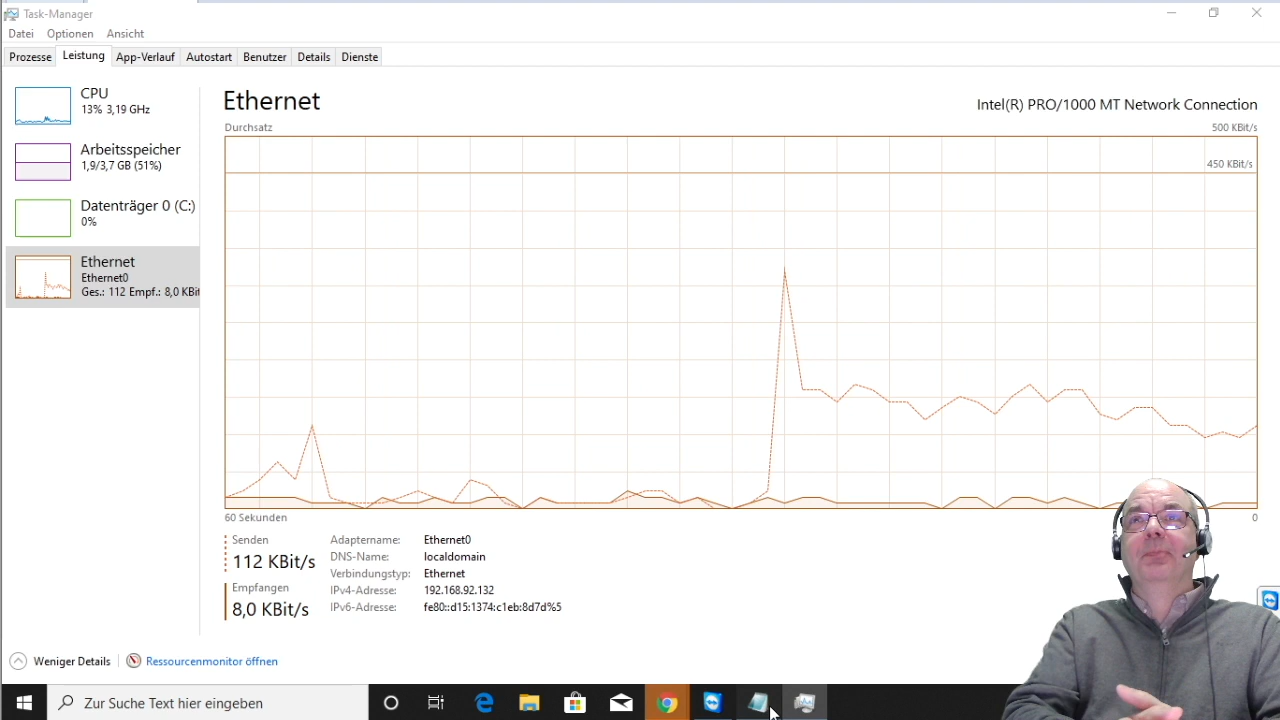 Task-Manager
Datei Optionen Ansicht
Prozesse Leistung App-Verlauf Autostart Benutzer Details Dienste
CPU
13% 3,19 GHz
Arbeitsspeicher
1,9/3,7 GB (51%)
Datenträger 0 (C:)
0%
Ethernet
Ethernet0
Ges.: 112 Empf.: 8,0 KBit
Ethernet
Intel(R) PRO/1000 MT Network Connection
Durchsatz
500 KBit/s
450 KBit/s
60 Sekunden
0
Senden
112 KBit/s
Empfangen
8,0 KBit/s
Adaptername: Ethernet0
DNS-Name: localdomain
Verbindungstyp: Ethernet
IPv4-Adresse: 192.168.92.132
IPv6-Adresse: fe80::d15:1374:c1eb:8d7d%5
Weniger Details
Ressourcenmonitor öffnen
Zur Suche Text hier eingeben